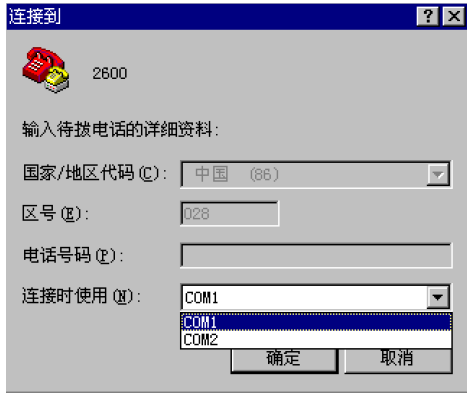 连接到
2600
输入待拨电话的详细资料:
国家/地区代码(C): 中国 (86)
区号(E): 028
电话号码(P):
连接时使用(N): COM1
COM1
COM2
确定 取消